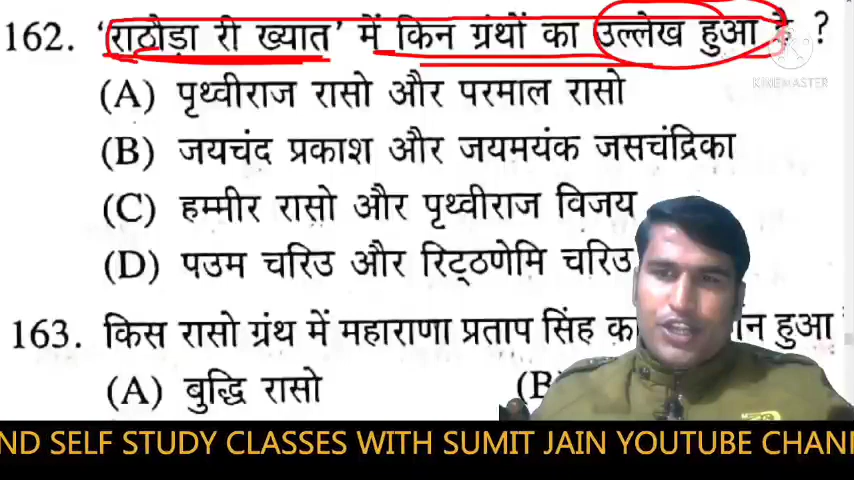 162. 'राठौड़ा री ख्यात' में किन ग्रंथों का उल्लेख हुआ है ?
KINEMASTER
(A) पृथ्वीराज रासो और परमाल रासो
(B) जयचंद प्रकाश और जयमयंक जसचंद्रिका
(C) हम्मीर रासो और पृथ्वीराज विजय
(D) पउम चरिउ और रिट्ठणेमि चरिउ
163. किस रासो ग्रंथ में महाराणा प्रताप सिंह का हुआ
(A) बुद्धि रासो
(B)
ND SELF STUDY CLASSES WITH SUMIT JAIN YOUTUBE CHAN